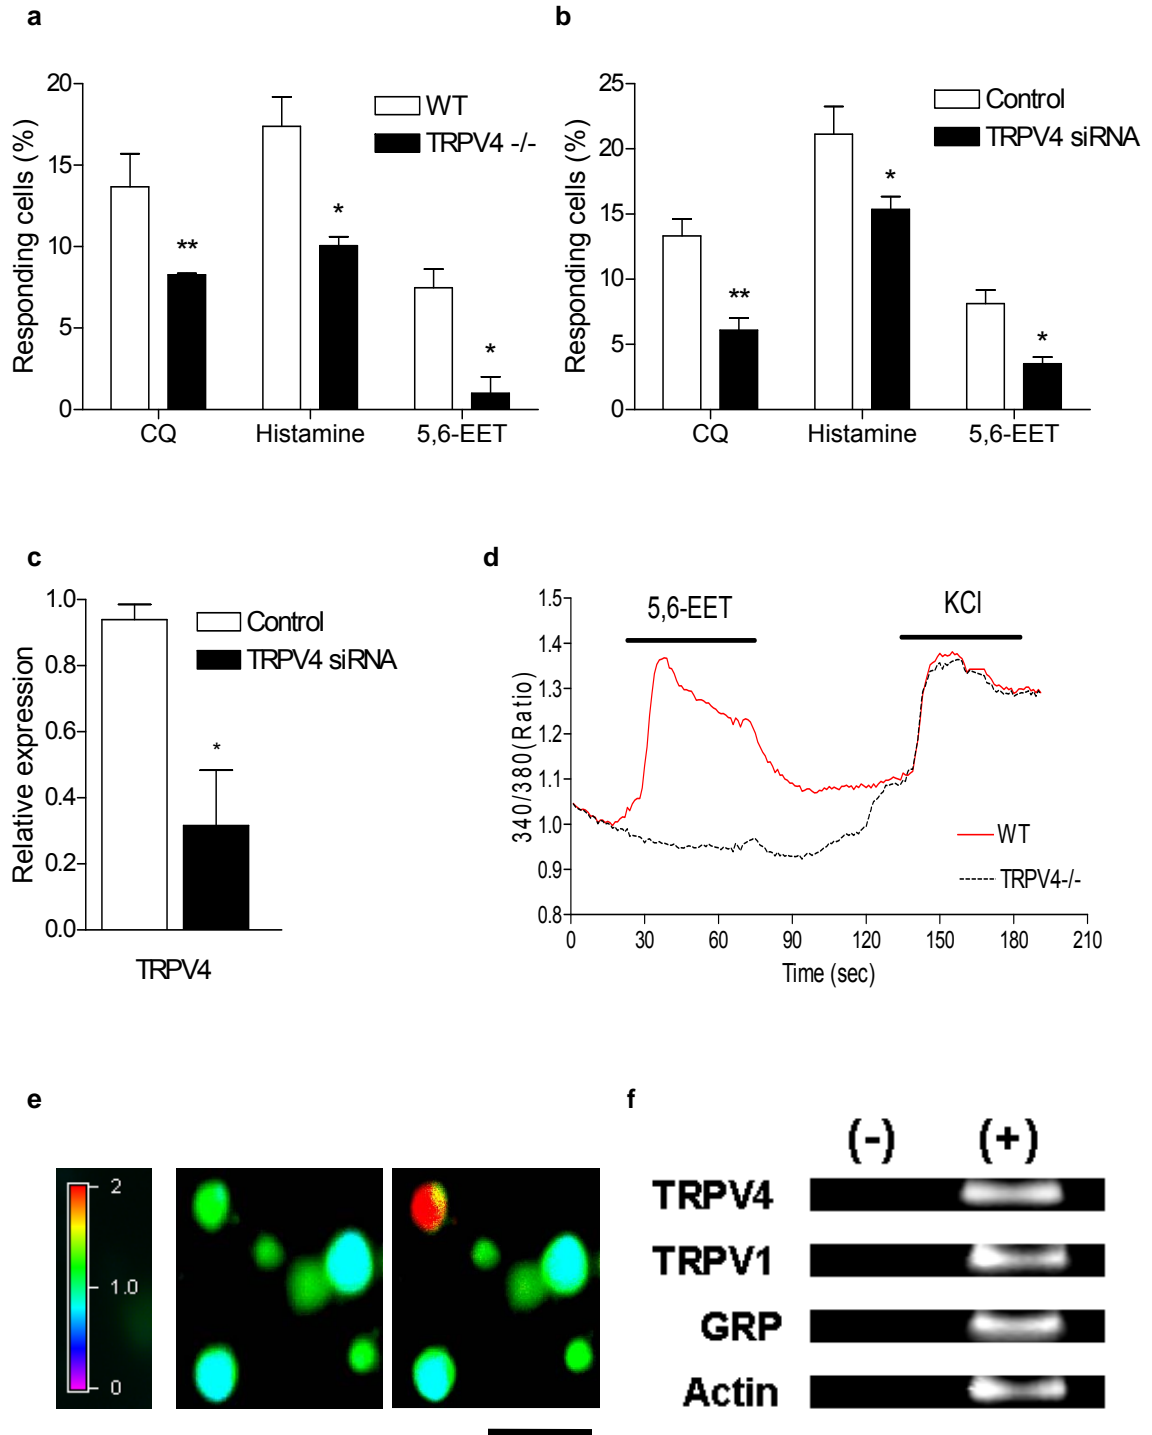 a
20
15
10
5
0
Responding cells (%)
WT
TRPV4 -/-
**
*
*
CQ
Histamine
5,6-EET
b
25
20
15
10
5
0
Responding cells (%)
Control
TRPV4 siRNA
**
*
*
CQ
Histamine
5,6-EET
c
1.0
0.8
0.6
0.4
0.2
0.0
Relative expression
Control
TRPV4 siRNA
*
TRPV4
d
1.5
1.4
1.3
1.2
1.1
1.0
0.9
0.8
340/380(Ratio)
5,6-EET
KCl
WT
TRPV4-/-
0
30
60
90
120
150
180
210
Time (sec)
e
2
1.0
0
f
(-)
(+)
TRPV4
TRPV1
GRP
Actin